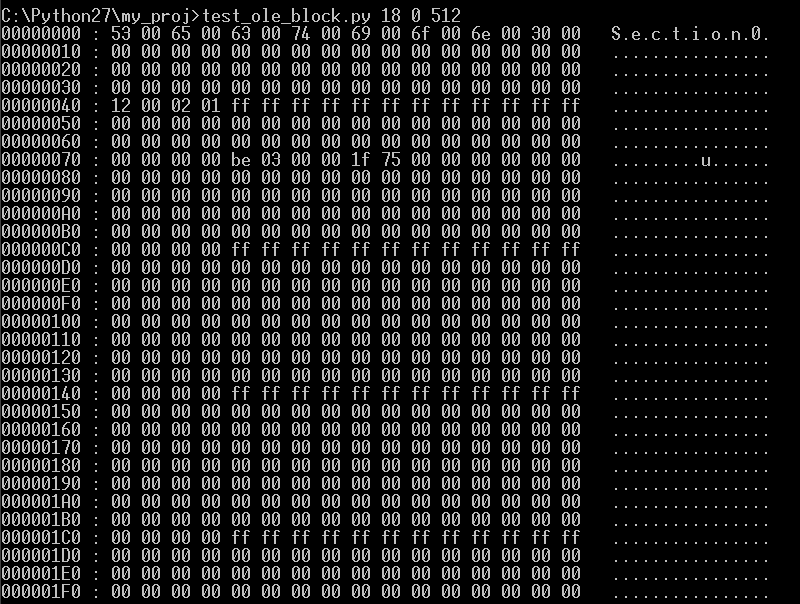 C:\Python27\my_proj>test_ole_block.py 18 0 512
00000000 : 53 00 65 00 63 00 74 00 69 00 6f 00 6e 00 30 00 S.e.c.t.i.o.n.0.
00000010 : 00 00 00 00 00 00 00 00 00 00 00 00 00 00 00 00 ................
00000020 : 00 00 00 00 00 00 00 00 00 00 00 00 00 00 00 00 ................
00000030 : 00 00 00 00 00 00 00 00 00 00 00 00 00 00 00 00 ................
00000040 : 12 00 02 01 ff ff ff ff ff ff ff ff ff ff ff ff ................
00000050 : 00 00 00 00 00 00 00 00 00 00 00 00 00 00 00 00 ................
00000060 : 00 00 00 00 00 00 00 00 00 00 00 00 00 00 00 00 ................
00000070 : 00 00 00 00 be 03 00 00 1f 75 00 00 00 00 00 00 .........u......
00000080 : 00 00 00 00 00 00 00 00 00 00 00 00 00 00 00 00 ................
00000090 : 00 00 00 00 00 00 00 00 00 00 00 00 00 00 00 00 ................
000000A0 : 00 00 00 00 00 00 00 00 00 00 00 00 00 00 00 00 ................
000000B0 : 00 00 00 00 00 00 00 00 00 00 00 00 00 00 00 00 ................
000000C0 : 00 00 00 00 ff ff ff ff ff ff ff ff ff ff ff ff ................
000000D0 : 00 00 00 00 00 00 00 00 00 00 00 00 00 00 00 00 ................
000000E0 : 00 00 00 00 00 00 00 00 00 00 00 00 00 00 00 00 ................
000000F0 : 00 00 00 00 00 00 00 00 00 00 00 00 00 00 00 00 ................
00000100 : 00 00 00 00 00 00 00 00 00 00 00 00 00 00 00 00 ................
00000110 : 00 00 00 00 00 00 00 00 00 00 00 00 00 00 00 00 ................
00000120 : 00 00 00 00 00 00 00 00 00 00 00 00 00 00 00 00 ................
00000130 : 00 00 00 00 00 00 00 00 00 00 00 00 00 00 00 00 ................
00000140 : 00 00 00 00 ff ff ff ff ff ff ff ff ff ff ff ff ................
00000150 : 00 00 00 00 00 00 00 00 00 00 00 00 00 00 00 00 ................
00000160 : 00 00 00 00 00 00 00 00 00 00 00 00 00 00 00 00 ................
00000170 : 00 00 00 00 00 00 00 00 00 00 00 00 00 00 00 00 ................
00000180 : 00 00 00 00 00 00 00 00 00 00 00 00 00 00 00 00 ................
00000190 : 00 00 00 00 00 00 00 00 00 00 00 00 00 00 00 00 ................
000001A0 : 00 00 00 00 00 00 00 00 00 00 00 00 00 00 00 00 ................
000001B0 : 00 00 00 00 00 00 00 00 00 00 00 00 00 00 00 00 ................
000001C0 : 00 00 00 00 ff ff ff ff ff ff ff ff ff ff ff ff ................
000001D0 : 00 00 00 00 00 00 00 00 00 00 00 00 00 00 00 00 ................
000001E0 : 00 00 00 00 00 00 00 00 00 00 00 00 00 00 00 00 ................
000001F0 : 00 00 00 00 00 00 00 00 00 00 00 00 00 00 00 00 ................